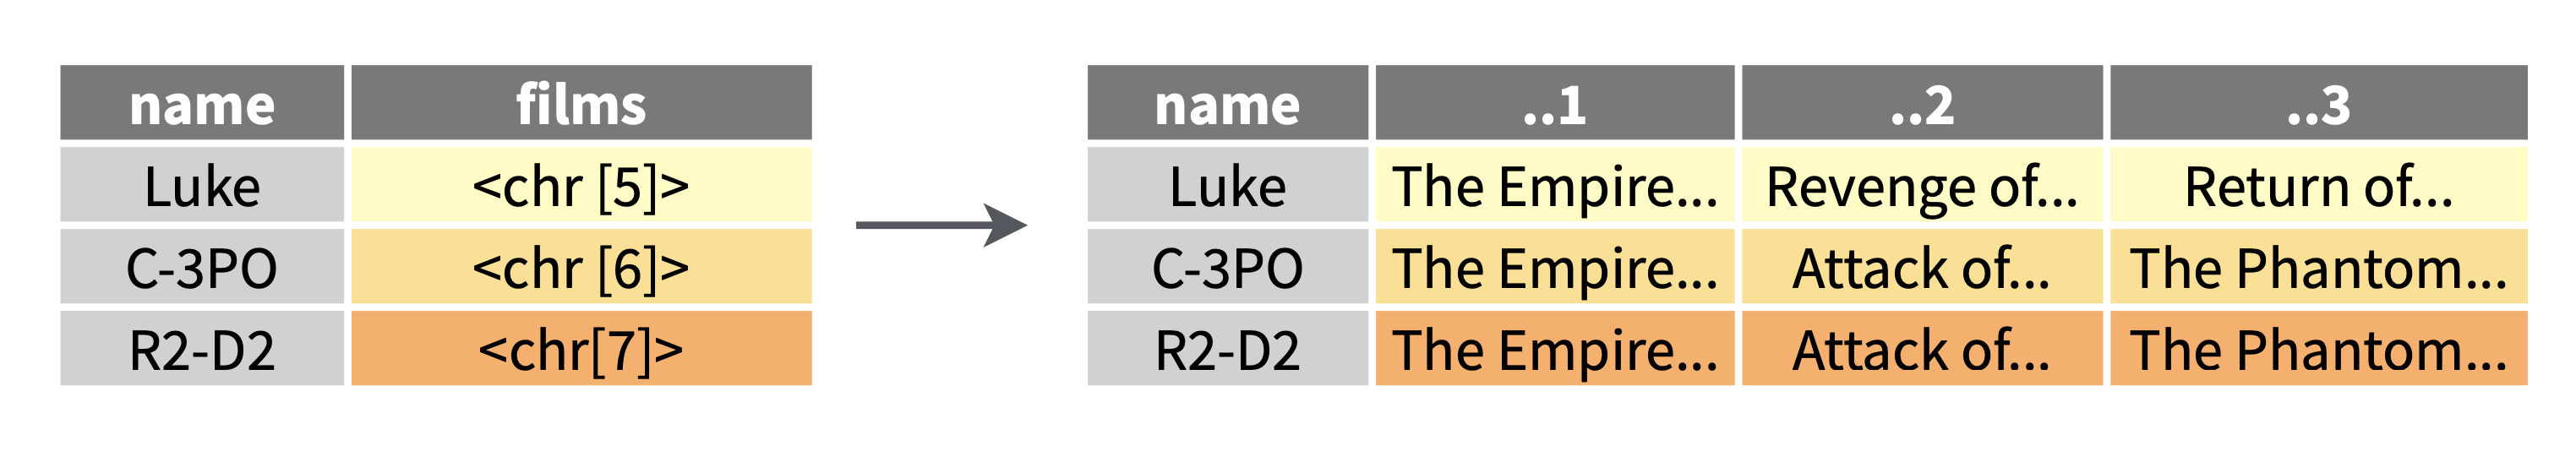 name films
Luke <chr [5]>
C-3PO <chr [6]>
R2-D2 <chr[7]>
name ..1 ..2 ..3
Luke The Empire... Revenge of... Return of...
C-3PO The Empire... Attack of... The Phantom...
R2-D2 The Empire... Attack of... The Phantom...